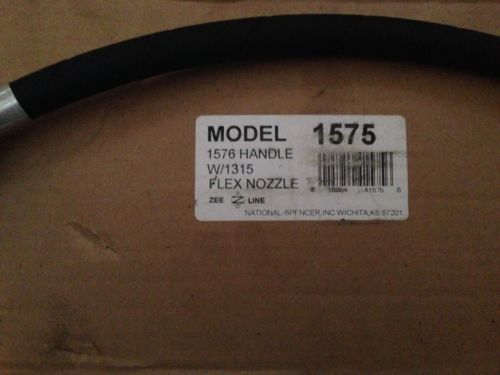 MODEL 1575
1576 HANDLE
W/1315
FLEX NOZZLE
ZEE Z LINE
NATIONAL-SPENCER, INC WICHITA, KS 67201